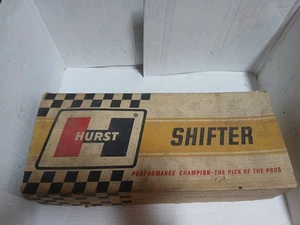 HURST
SHIFTER
PERFORMANCE CHAMPION-THE PICK OF THE PROS